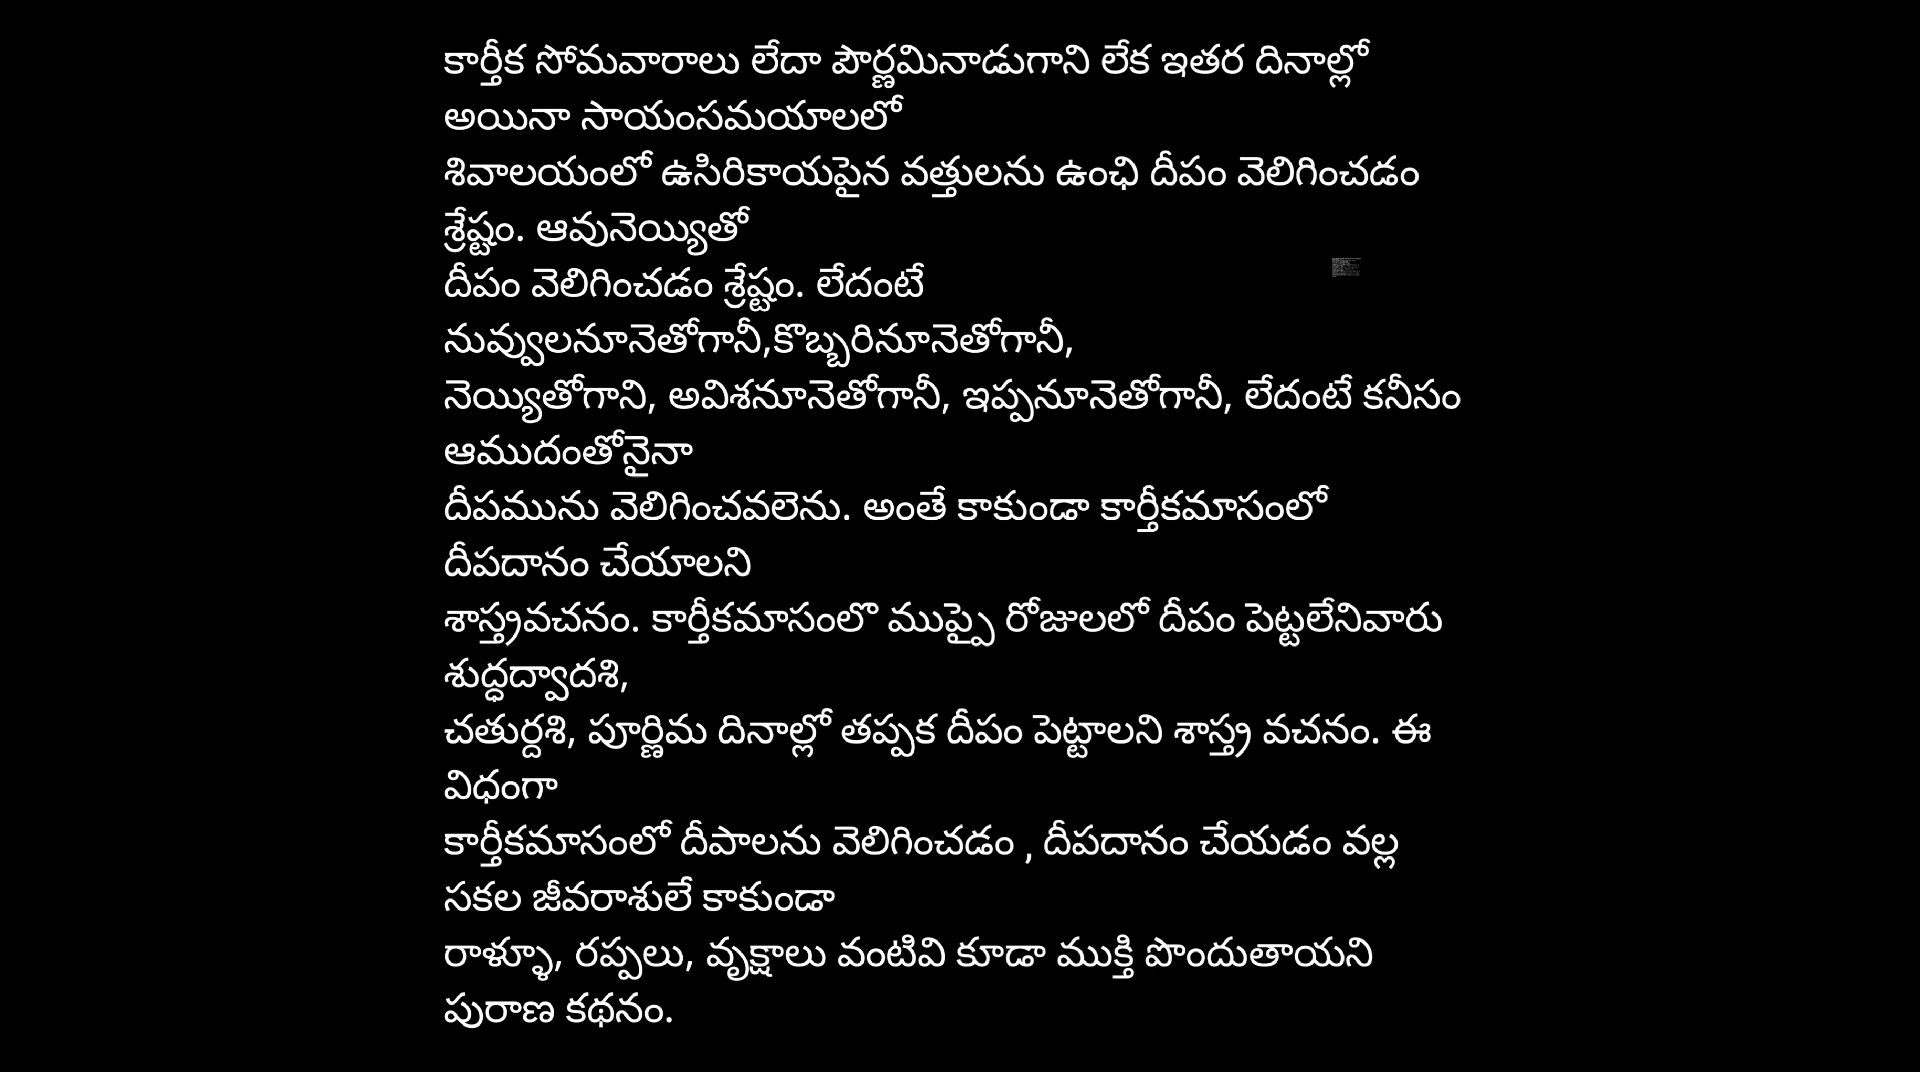 కార్తీక సోమవారాలు లేదా పౌర్ణమినాడుగాని లేక ఇతర దినాల్లో
అయినా సాయంసమయాలలో
శివాలయంలో ఉసిరికాయపైన వత్తులను ఉంఛి దీపం వెలిగించడం
శ్రేష్టం. ఆవునెయ్యితో
దీపం వెలిగించడం శ్రేష్టం. లేదంటే
నువ్వులనూనెతోగానీ,కొబ్బరినూనెతోగానీ,
నెయ్యితోగాని, అవిశనూనెతోగానీ, ఇప్పనూనెతోగానీ, లేదంటే కనీసం
ఆముదంతోనైనా
దీపమును వెలిగించవలెను. అంతే కాకుండా కార్తీకమాసంలో
దీపదానం చేయాలని
శాస్త్రవచనం. కార్తీకమాసంలొ ముప్పై రోజులలో దీపం పెట్టలేనివారు
శుద్ధద్వాదశి,
చతుర్దశి, పూర్ణిమ దినాల్లో తప్పక దీపం పెట్టాలని శాస్త్ర వచనం. ఈ
విధంగా
కార్తీకమాసంలో దీపాలను వెలిగించడం , దీపదానం చేయడం వల్ల
సకల జీవరాశులే కాకుండా
రాళ్ళూ, రప్పలు, వృక్షాలు వంటివి కూడా ముక్తి పొందుతాయని
పురాణ కథనం.